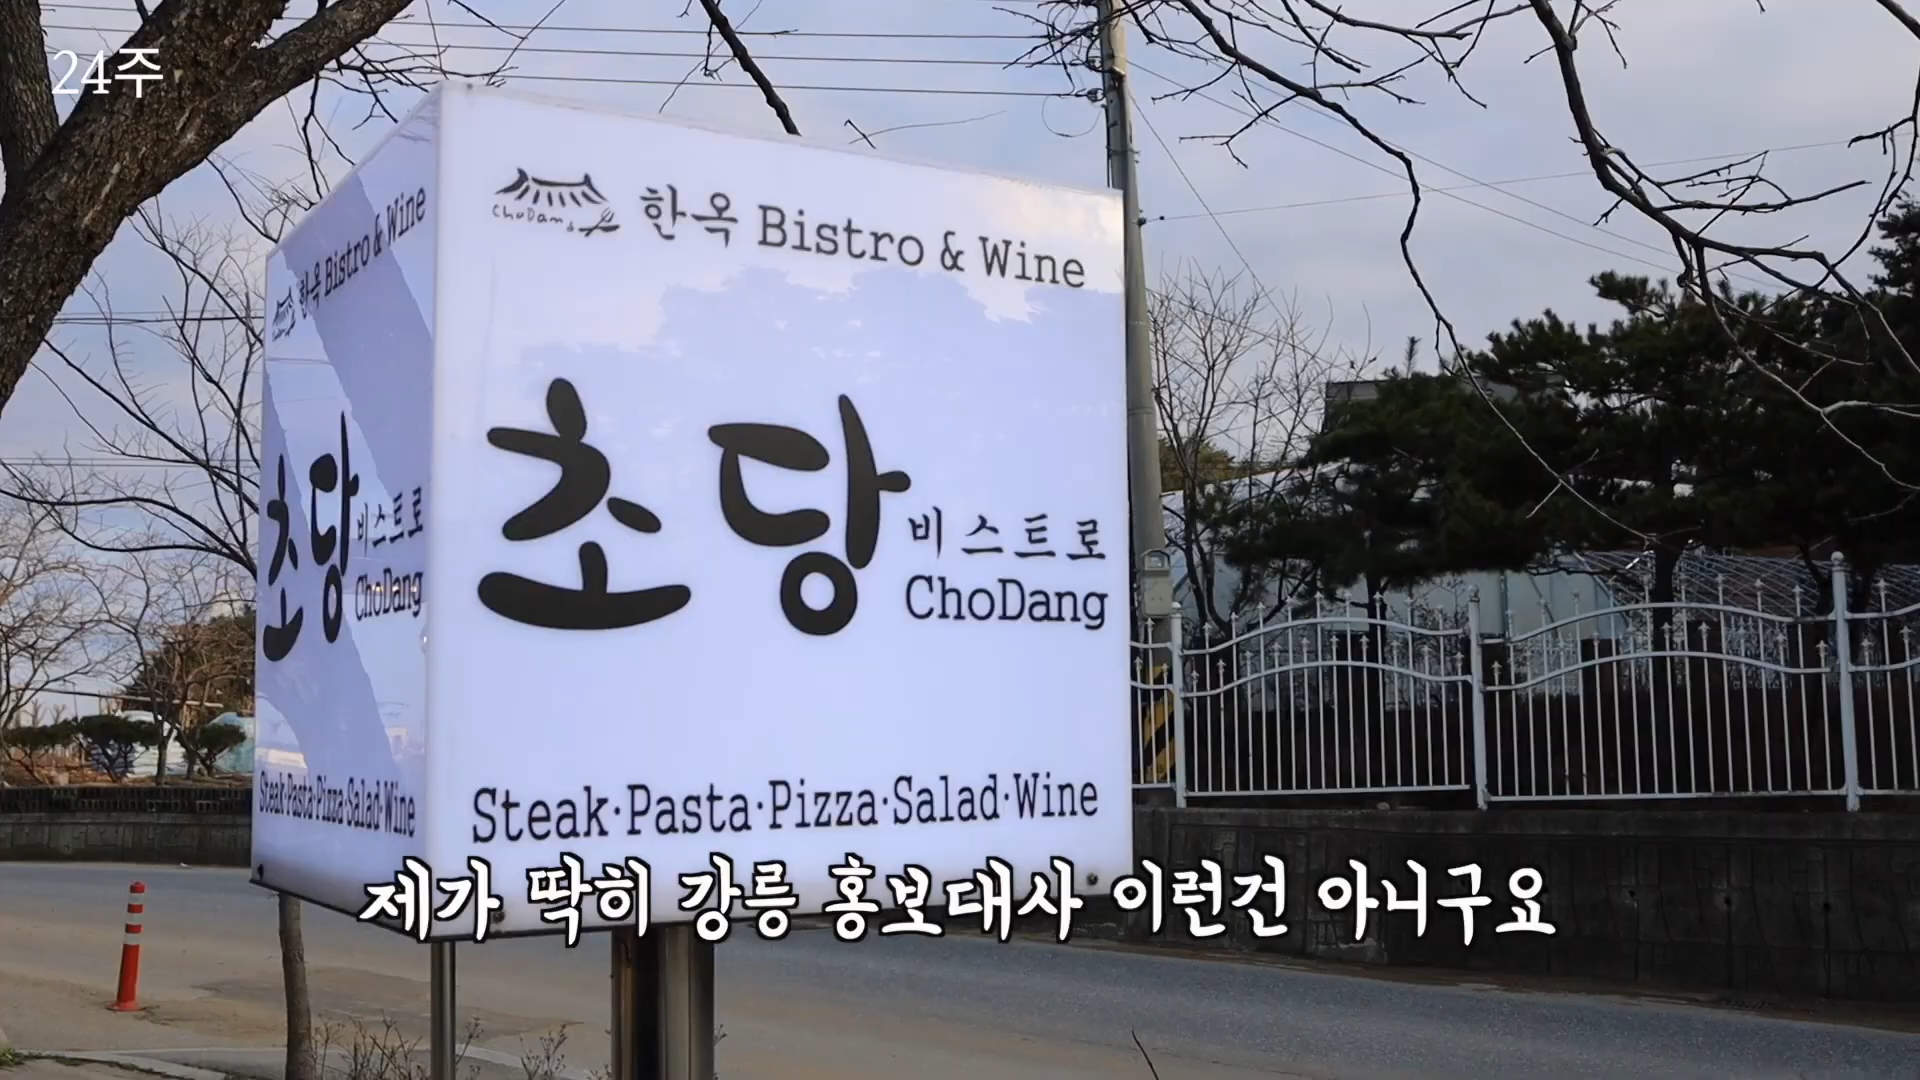 24주
ChoDam
한옥 Bistro & Wine
초당
비스트로
ChoDang
Steak·Pasta·Pizza·Salad·Wine
한옥 Bistro & Wine
초당
비스트로
ChoDang
Steak·Pasta·Pizza·Salad·Wine
제가 딱히 강릉 홍보대사 이런건 아니구요